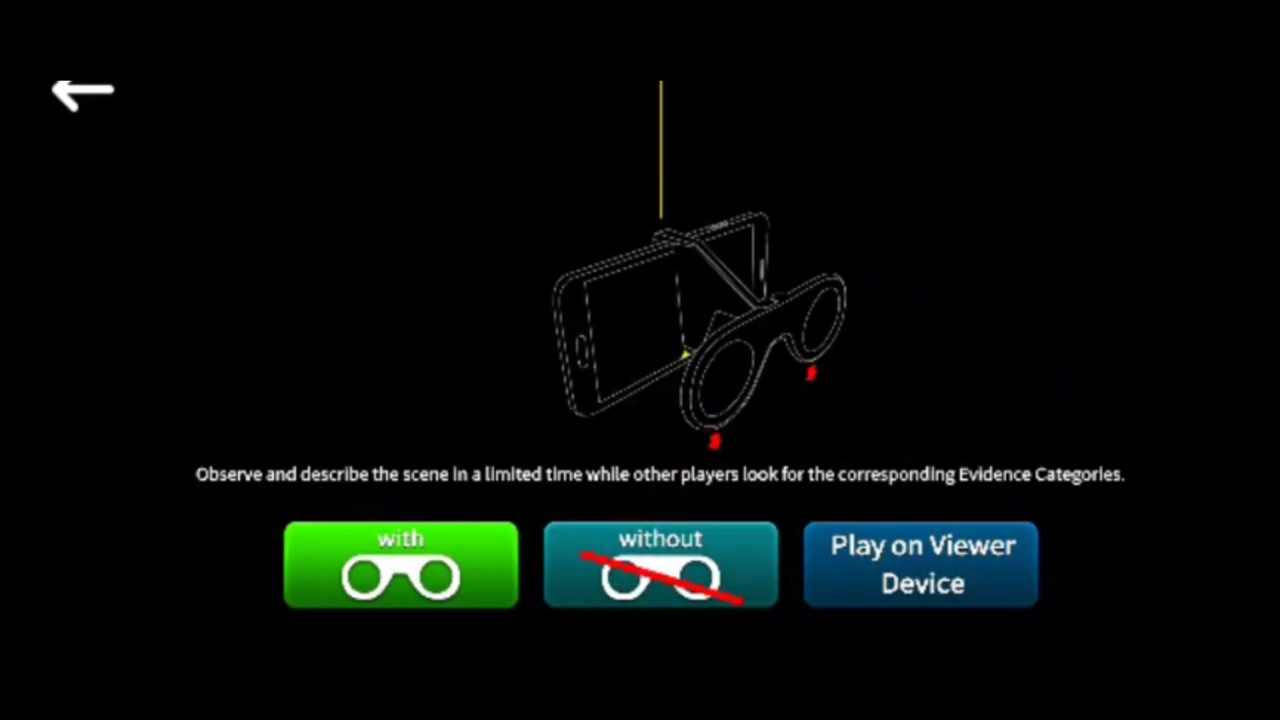 Observe and describe the scene in a limited time while other players look for the corresponding Evidence Categories.
with
without
Play on Viewer
Device